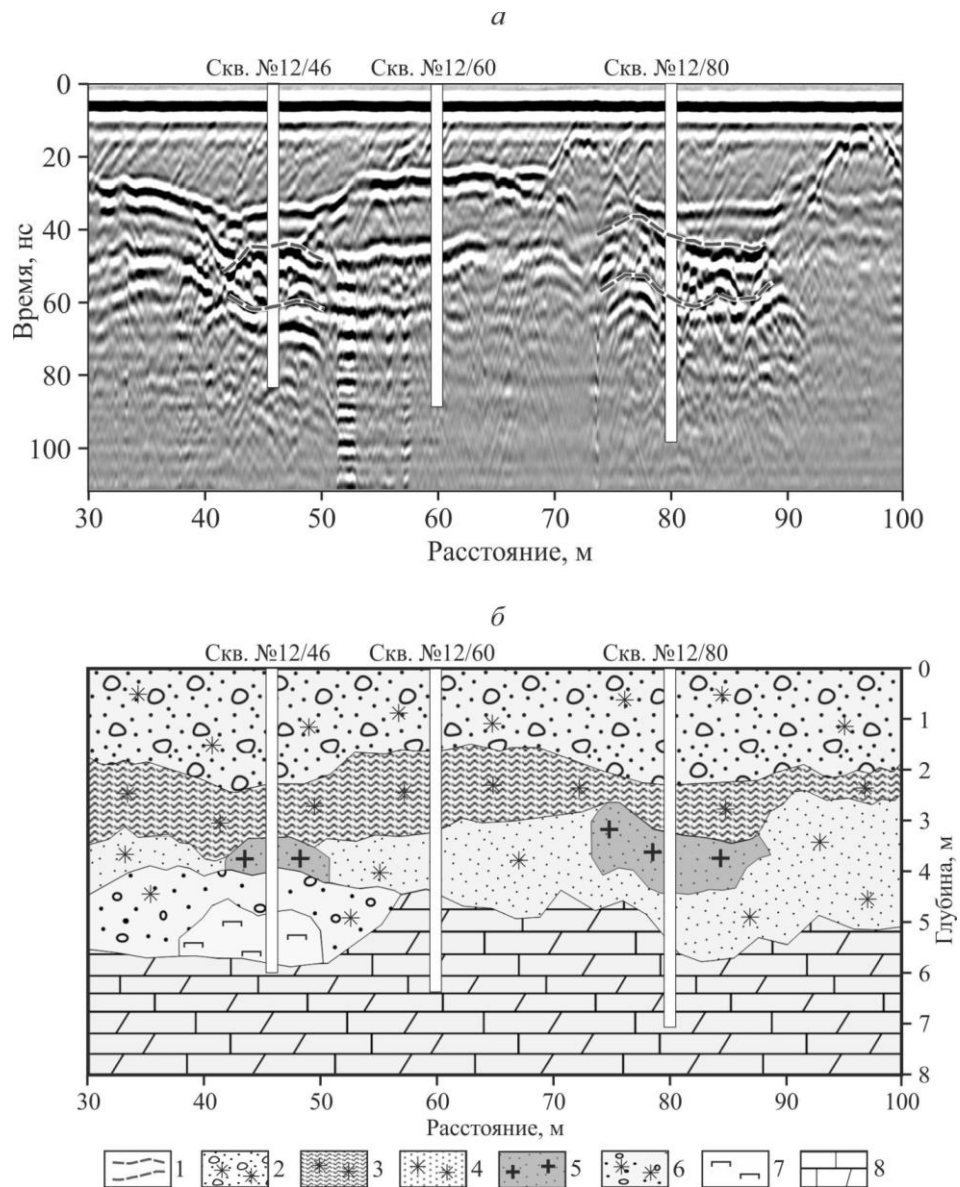 а
Скв. №12/46 Скв. №12/60 Скв. №12/80
0
20
40
60
80
100
Время, нс
30 40 50 60 70 80 90 100
Расстояние, м
б
Скв. №12/46 Скв. №12/60 Скв. №12/80
0
1
2
3
4
5
6
7
8
Глубина, м
30 40 50 60 70 80 90 100
Расстояние, м
1 2 3 4 5 6 7 8